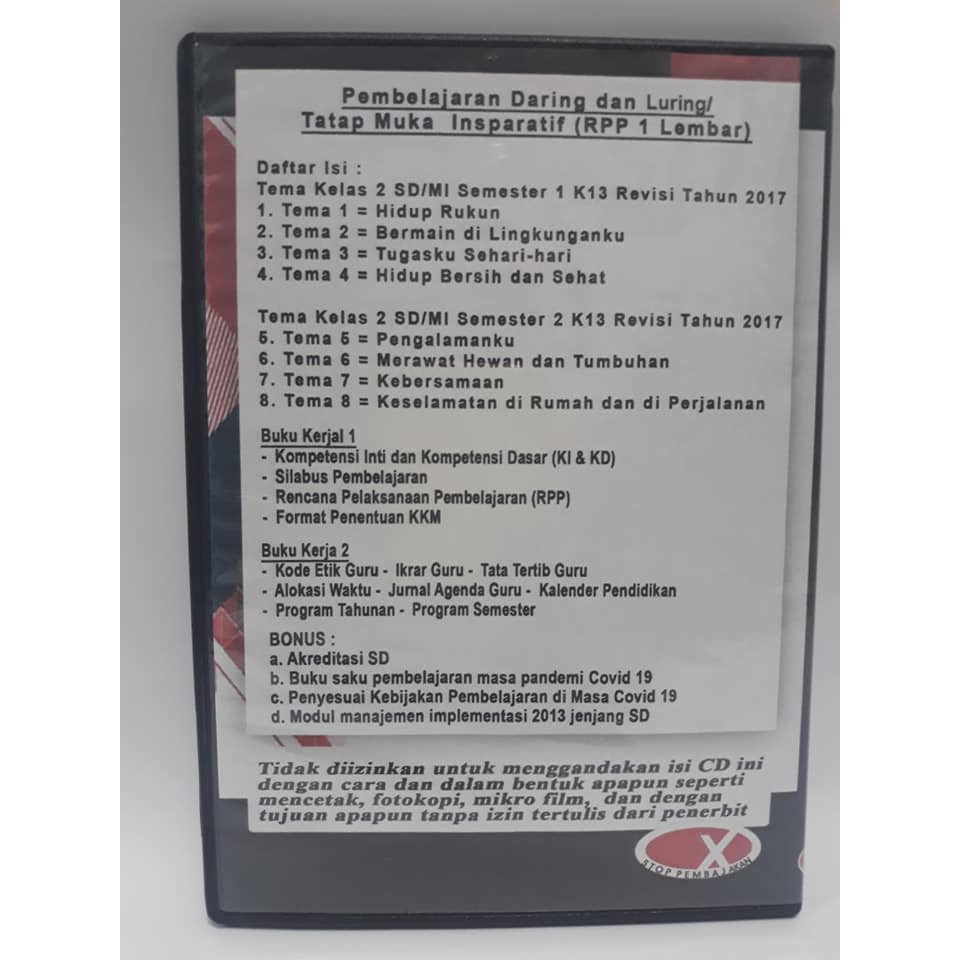 Pembelajaran Daring dan Luring/
Tatap Muka Insparatif (RPP 1 Lembar)
Daftar Isi :
Tema Kelas 2 SD/MI Semester 1 K13 Revisi Tahun 2017
1. Tema 1 = Hidup Rukun
2. Tema 2 = Bermain di Lingkunganku
3. Tema 3 = Tugasku Sehari-hari
4. Tema 4 = Hidup Bersih dan Sehat
Tema Kelas 2 SD/MI Semester 2 K13 Revisi Tahun 2017
5. Tema 5 = Pengalamanku
6. Tema 6 = Merawat Hewan dan Tumbuhan
7. Tema 7 = Kebersamaan
8. Tema 8 = Keselamatan di Rumah dan di Perjalanan
Buku Kerjal 1
- Kompetensi Inti dan Kompetensi Dasar (KI & KD)
- Silabus Pembelajaran
- Rencana Pelaksanaan Pembelajaran (RPP)
- Format Penentuan KKM
Buku Kerja 2
- Kode Etik Guru - Ikrar Guru - Tata Tertib Guru
- Alokasi Waktu - Jurnal Agenda Guru - Kalender Pendidikan
- Program Tahunan - Program Semester
BONUS :
a. Akreditasi SD
b. Buku saku pembelajaran masa pandemi Covid 19
c. Penyesuai Kebijakan Pembelajaran di Masa Covid 19
d. Modul manajemen implementasi 2013 jenjang SD
Tidak diizinkan untuk menggandakan isi CD ini
dengan cara dan dalam bentuk apapun seperti
mencetak, fotokopi, mikro film, dan dengan
tujuan apapun tanpa izin tertulis dari penerbit
X
STOP PEMBAJAKAN